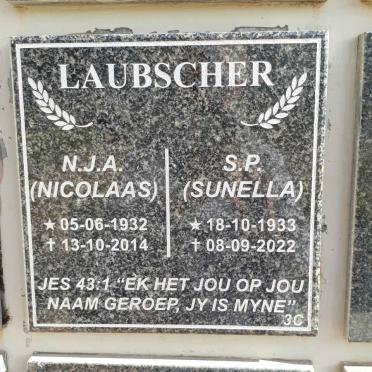 LAUBSCHER
N.J.A.
(NICOLAAS)
★ 05-06-1932
✝ 13-10-2014
S.P.
(SUNELLA)
★ 18-10-1933
✝ 08-09-2022
JES 43:1 "EK HET JOU OP JOU
NAAM GEROEP, JY IS MYNE"
3C